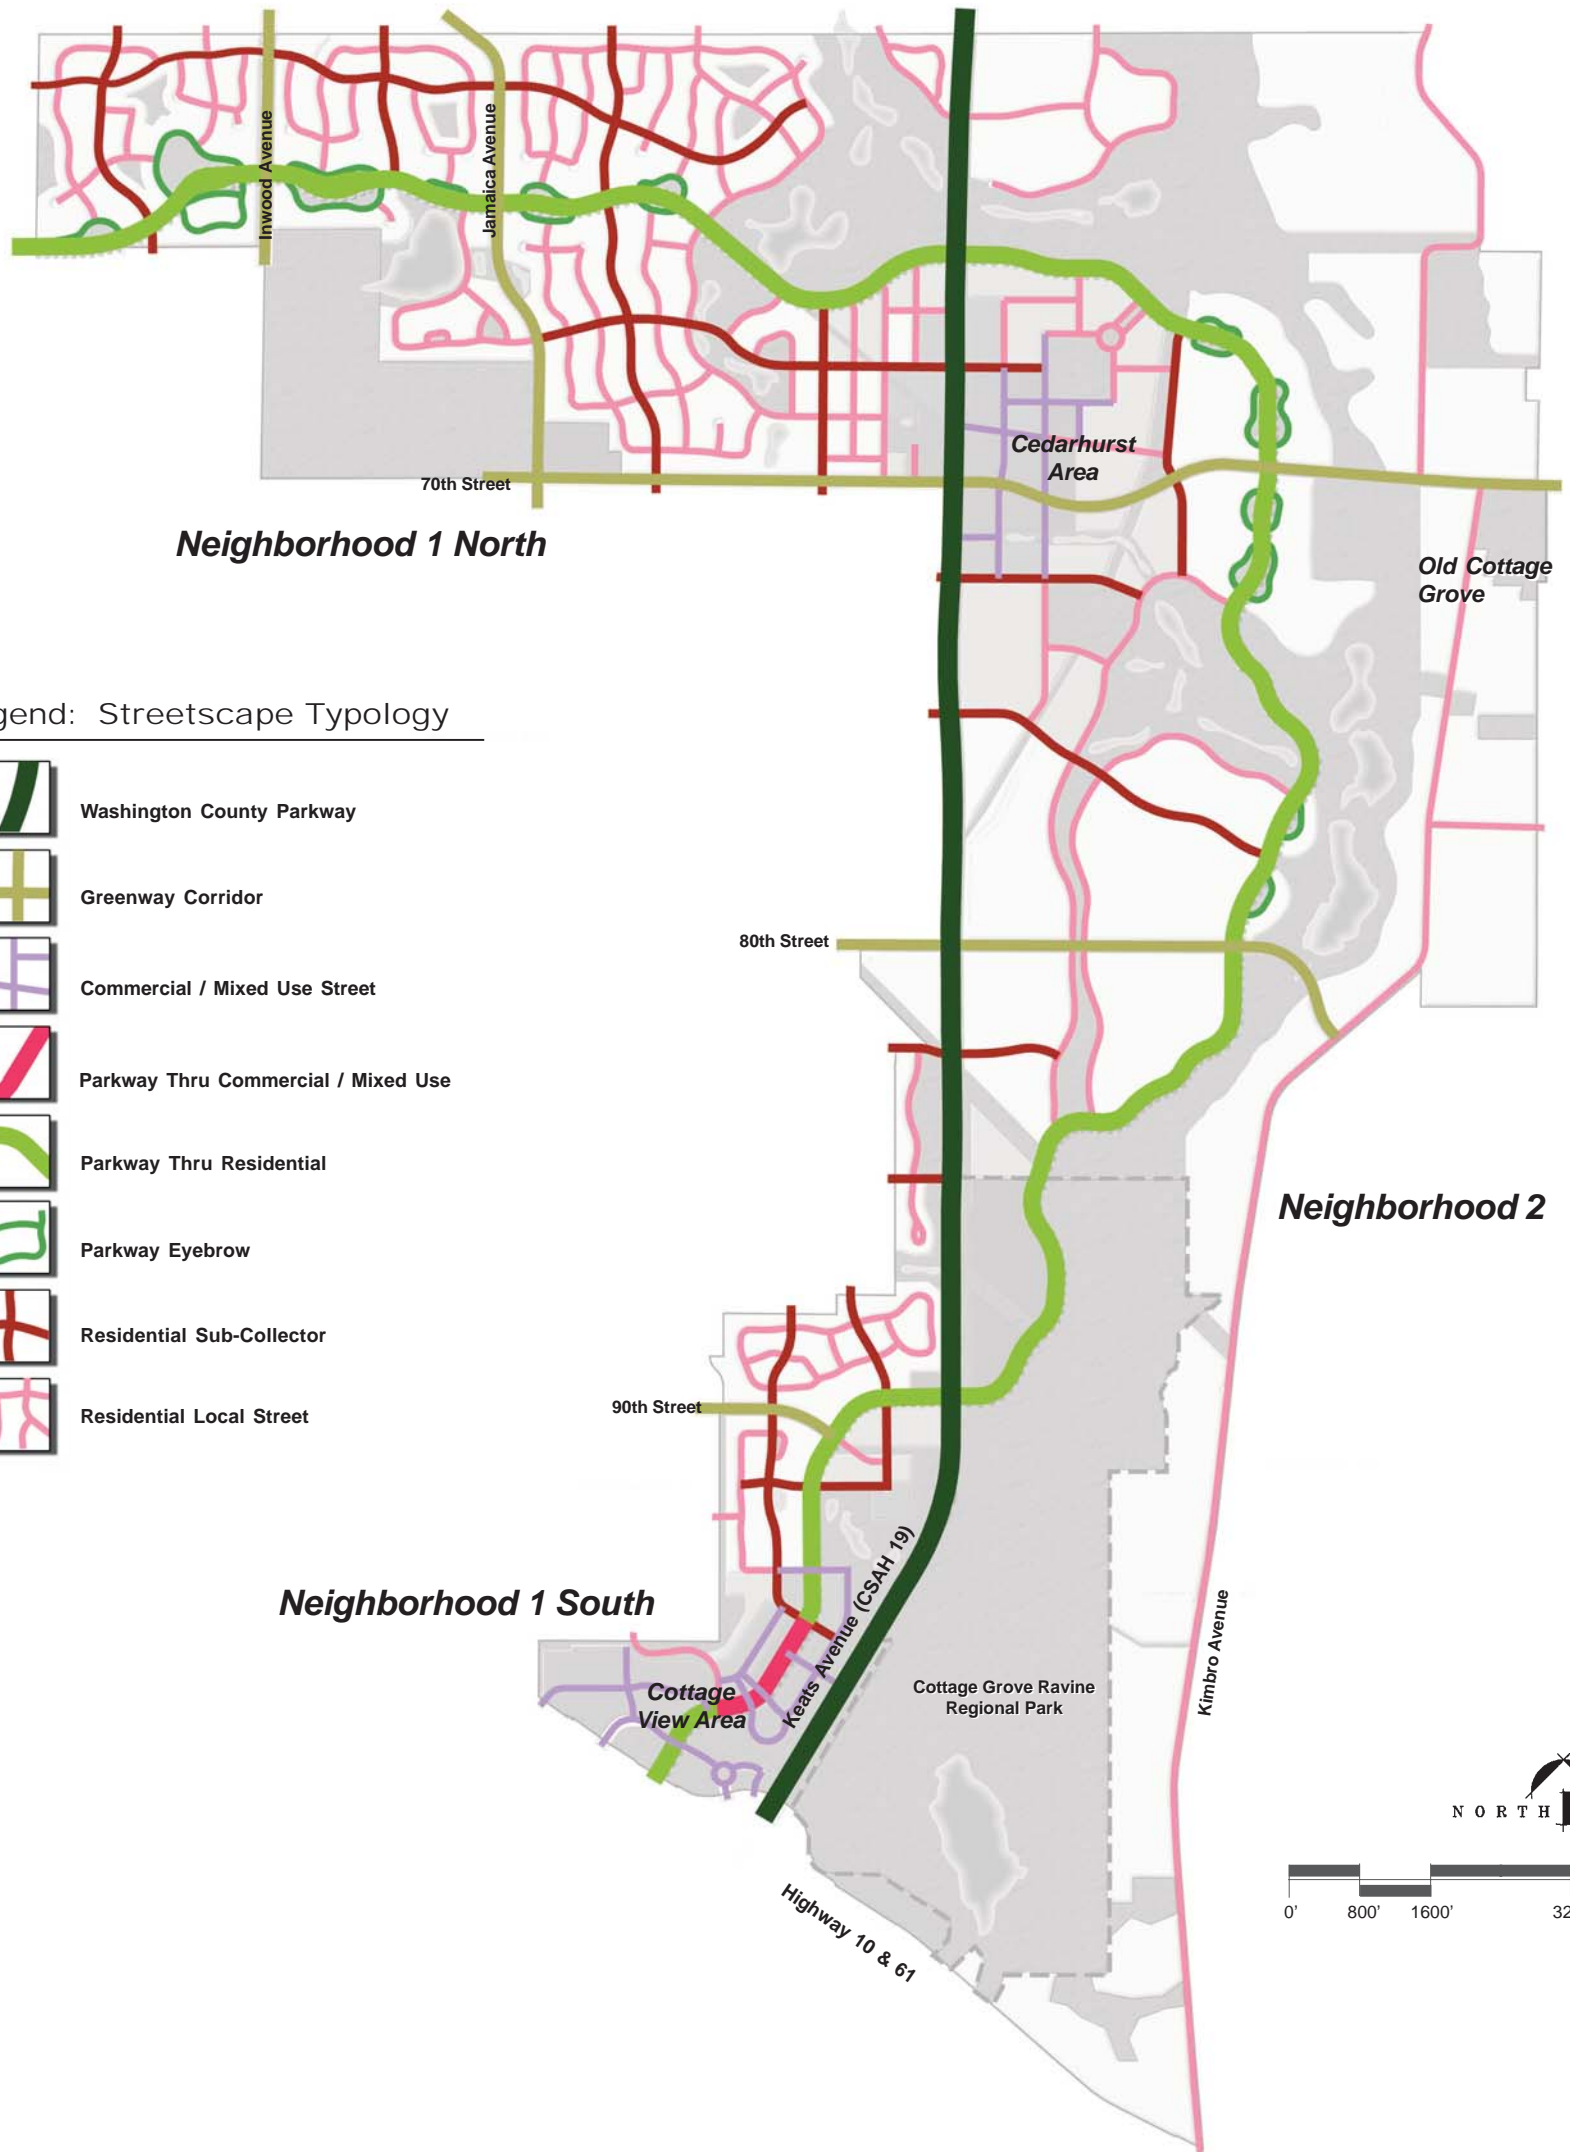 Inwood Avenue
Jamaica Avenue
Cedarhurst
Area
70th Street
Neighborhood 1 North
Old Cottage
Grove
gend: Streetscape Typology
Washington County Parkway
Greenway Corridor
80th Street
Commercial / Mixed Use Street
Parkway Thru Commercial / Mixed Use
Parkway Thru Residential
Neighborhood 2
Parkway Eyebrow
Residential Sub-Collector
90th Street
Residential Local Street
Keats Avenue (CSAH 19)
Neighborhood 1 South
Kimbro Avenue
Cottage
View Area
Cottage Grove Ravine
Regional Park
NORTH
0' 800' 1600' 32
Highway 10 & 61